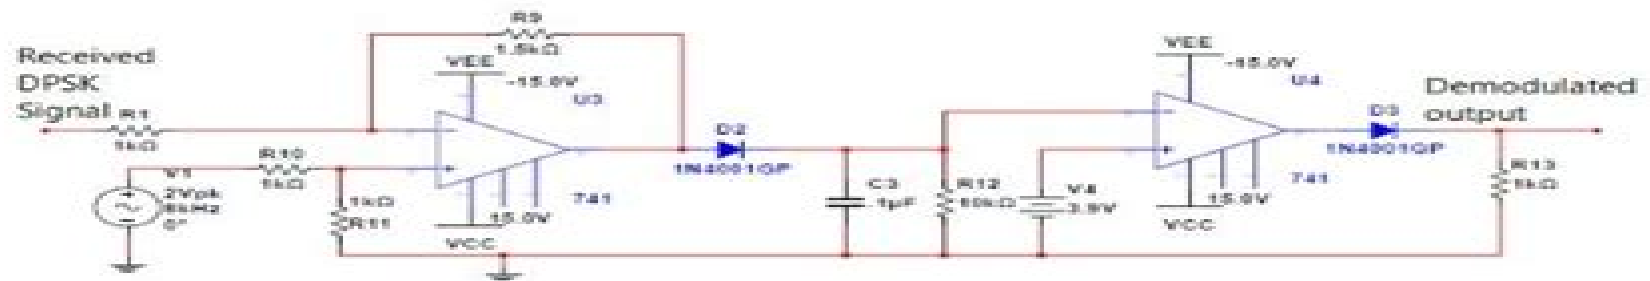 Received
DPSK
Signal
R1
1kΩ
R9
1.5kΩ
VEE
-15.0V
U3
R10
1kΩ
V1
2Vpk
0°
1kΩ
R11
15.0V
741
VCC
D2
1N4001GP
C3
.1µF
R12
10kΩ
VEE
-15.0V
U4
15.0V
741
VCC
D3
1N4001GP
Demodulated
output
R13
1kΩ